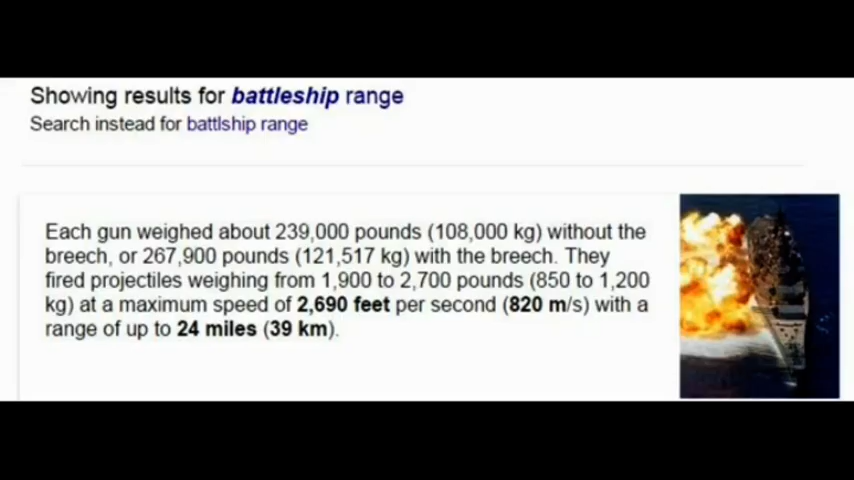 Showing results for battleship range
Search instead for battlship range
Each gun weighed about 239,000 pounds (108,000 kg) without the
breech, or 267,900 pounds (121,517 kg) with the breech. They
fired projectiles weighing from 1,900 to 2,700 pounds (850 to 1,200
kg) at a maximum speed of 2,690 feet per second (820 m/s) with a
range of up to 24 miles (39 km).